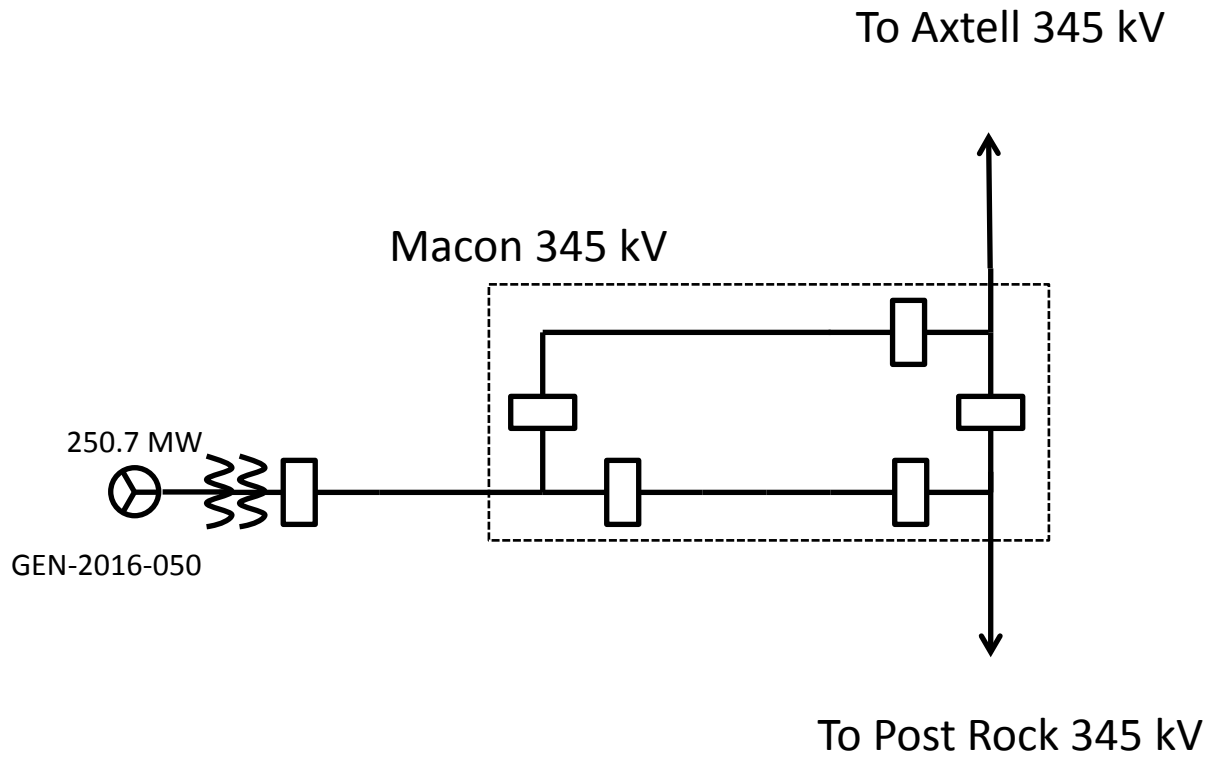 To Axtell 345 kV
Macon 345 kV
250.7 MW
GEN-2016-050
To Post Rock 345 kV